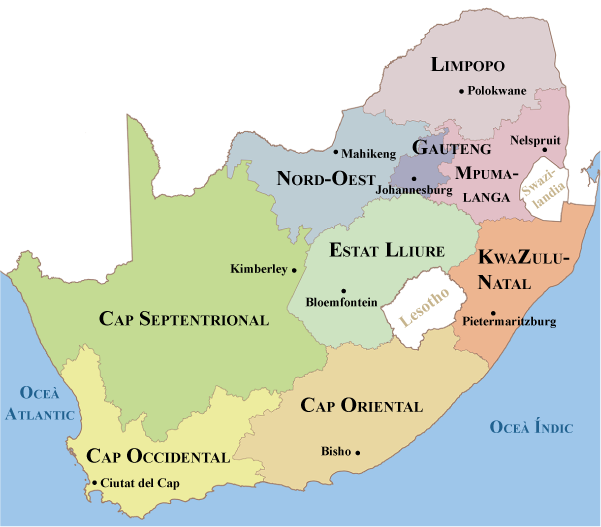 LIMPOPO
Polokwane
GAUTENG
Nelspruit
Mahikeng
MPUMA-
LANGA
NORD-OEST
Johannesburg
Swazi-
landia
ESTAT LLIURE
KWAZULU-
NATAL
Kimberley
Bloemfontein
Lesotho
Pietermaritzburg
CAP SEPTENTRIONAL
OCEÀ
ATLANTIC
CAP ORIENTAL
OCEÀ ÍNDIC
CAP OCCIDENTAL
Bisho
Ciutat del Cap